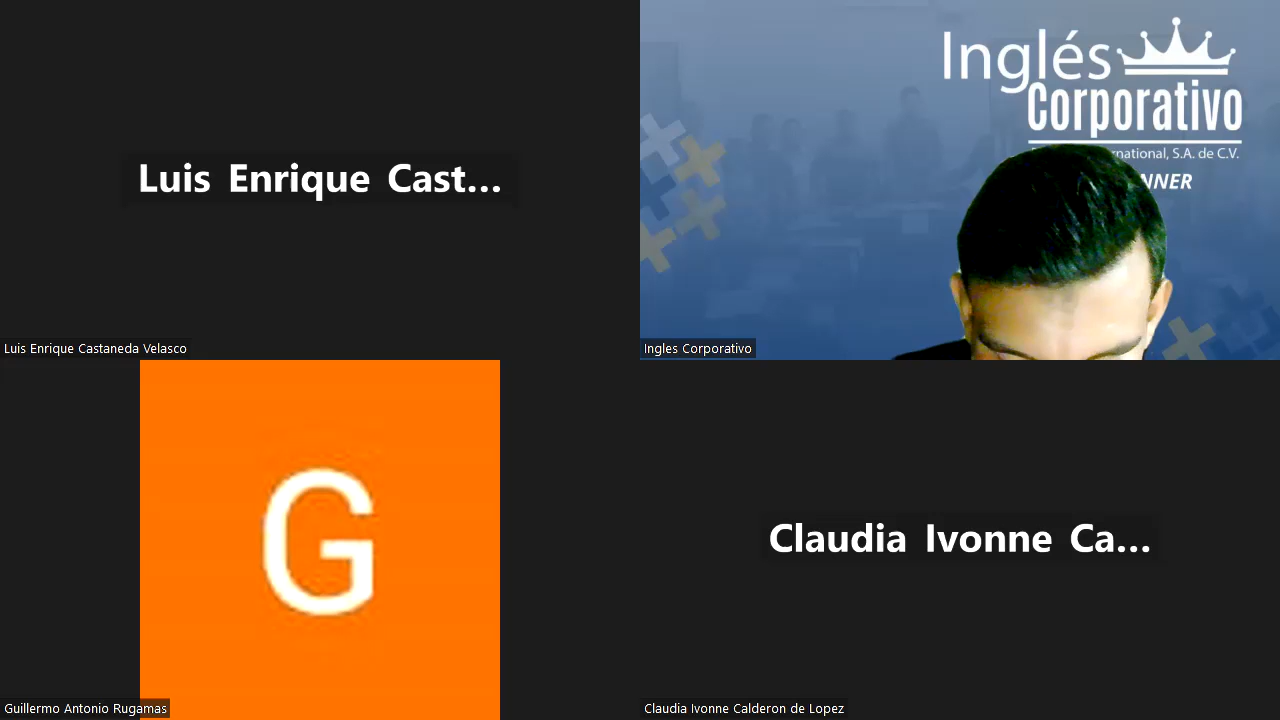 Luis Enrique Cast...
Luis Enrique Castaneda Velasco
Inglés
Corporativo
national, S.A. de C.V.
NNER
Ingles Corporativo
G
Guillermo Antonio Rugamas
Claudia Ivonne Ca...
Claudia Ivonne Calderon de Lopez